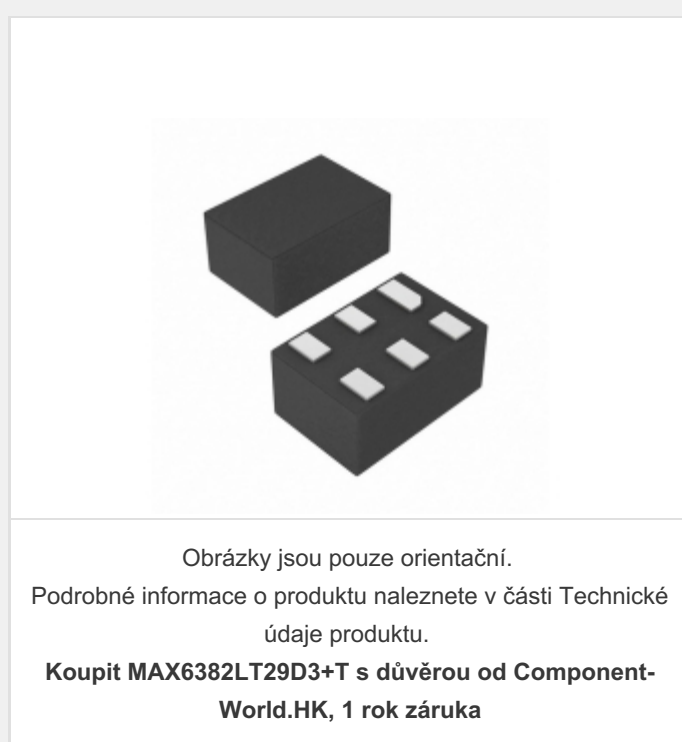 Obrázky jsou pouze orientační.
Podrobné informace o produktu naleznete v části Technické
údaje produktu.
Koupit MAX6382LT29D3+T s důvěrou od Component-
World.HK, 1 rok záruka